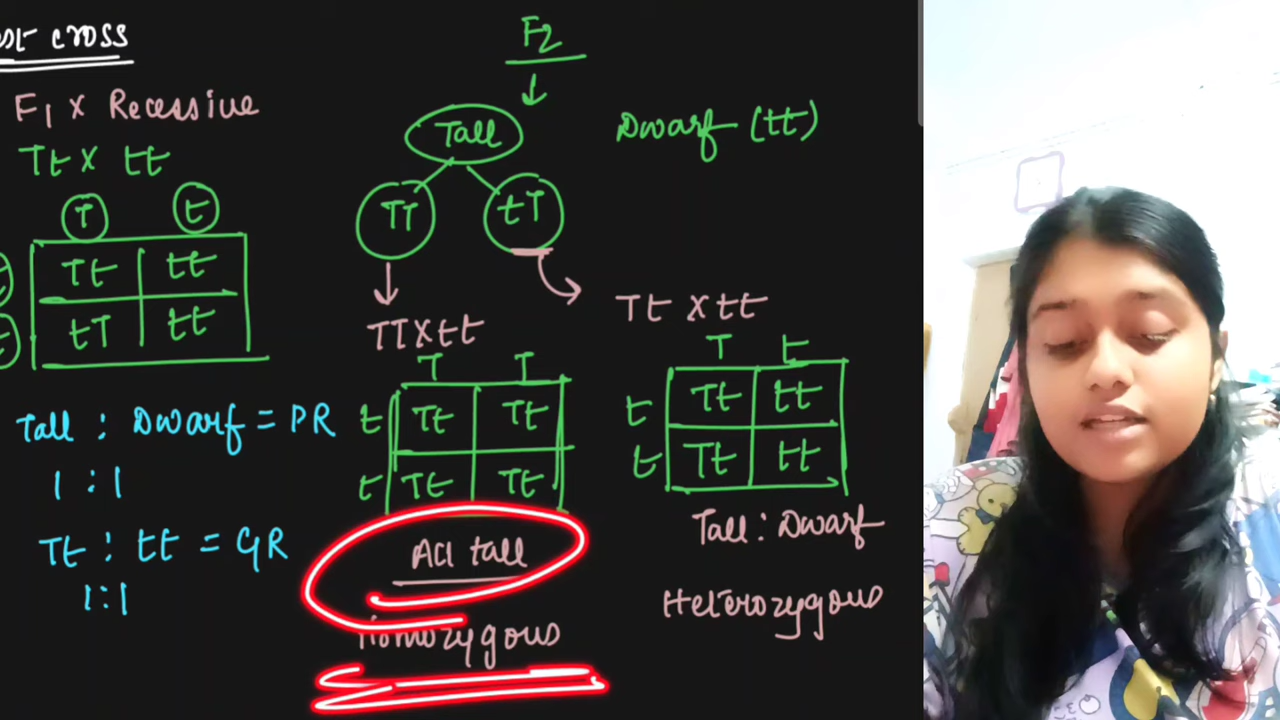 cross
F1 x Recessive
Tt x tt
T t
Tt tt
tT tt
Tall : Dwarf = PR
1 : 1
Tt : tt = GR
1 : 1
F2
Tall
Dwarf (tt)
TT tT
TT x tt
T T
t Tt Tt
t Tt Tt
All tall
Homozygous
Tt x tt
T t
t Tt tt
t Tt tt
Tall : Dwarf
Heterozygous